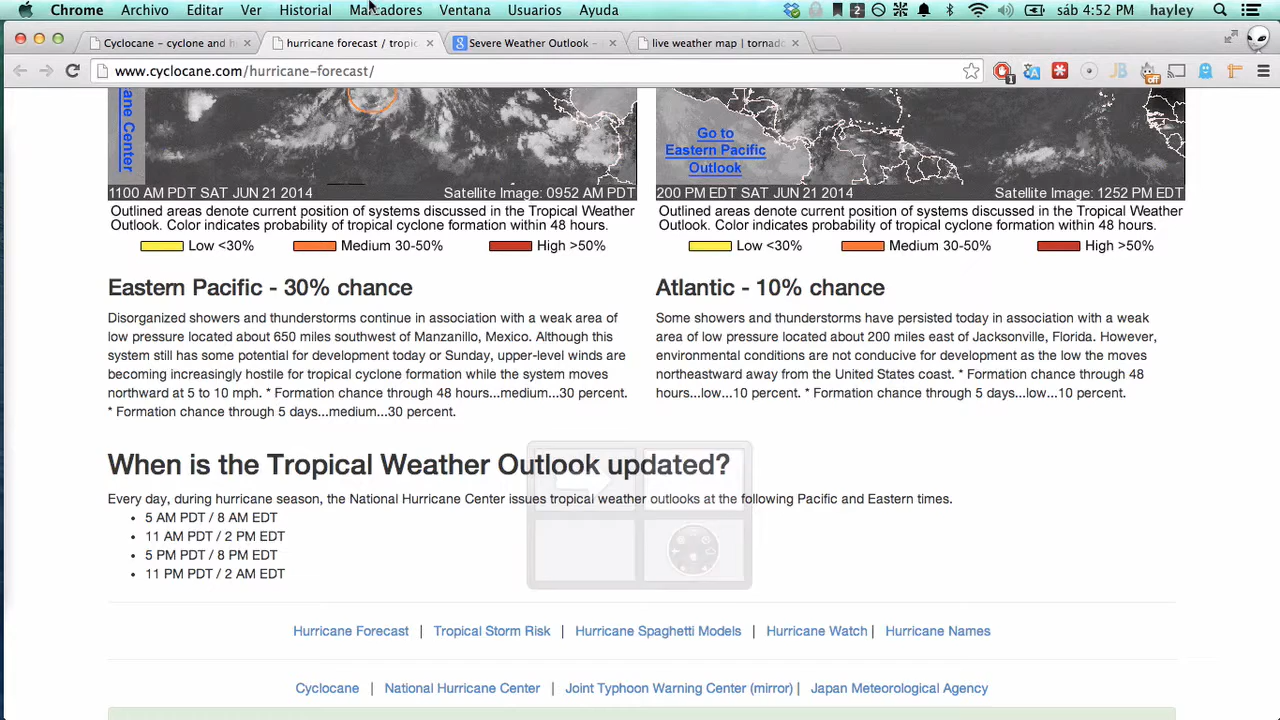 Chrome Archivo Editar Ver Historial Marcadores Ventana Usuarios Ayuda 2 sáb 4:52 PM hayley
Cyclocane - cyclone and h hurricane forecast / tropic Severe Weather Outlook - live weather map | tornado
www.cyclocane.com/hurricane-forecast/
1
off
ane Center
Go to
Eastern Pacific
Outlook
1100 AM PDT SAT JUN 21 2014 Satellite Image: 0952 AM PDT
200 PM EDT SAT JUN 21 2014 Satellite Image: 1252 PM EDT
Outlined areas denote current position of systems discussed in the Tropical Weather
Outlook. Color indicates probability of tropical cyclone formation within 48 hours.
Low <30% Medium 30-50% High >50%
Outlined areas denote current position of systems discussed in the Tropical Weather
Outlook. Color indicates probability of tropical cyclone formation within 48 hours.
Low <30% Medium 30-50% High >50%
Eastern Pacific - 30% chance
Disorganized showers and thunderstorms continue in association with a weak area of
low pressure located about 650 miles southwest of Manzanillo, Mexico. Although this
system still has some potential for development today or Sunday, upper-level winds are
becoming increasingly hostile for tropical cyclone formation while the system moves
northward at 5 to 10 mph. * Formation chance through 48 hours...medium...30 percent.
* Formation chance through 5 days...medium...30 percent.
Atlantic - 10% chance
Some showers and thunderstorms have persisted today in association with a weak
area of low pressure located about 200 miles east of Jacksonville, Florida. However,
environmental conditions are not conducive for development as the low the moves
northeastward away from the United States coast. * Formation chance through 48
hours...low...10 percent. * Formation chance through 5 days...low...10 percent.
When is the Tropical Weather Outlook updated?
Every day, during hurricane season, the National Hurricane Center issues tropical weather outlooks at the following Pacific and Eastern times.
• 5 AM PDT / 8 AM EDT
• 11 AM PDT / 2 PM EDT
• 5 PM PDT / 8 PM EDT
• 11 PM PDT / 2 AM EDT
Hurricane Forecast | Tropical Storm Risk | Hurricane Spaghetti Models | Hurricane Watch | Hurricane Names
Cyclocane | National Hurricane Center | Joint Typhoon Warning Center (mirror) | Japan Meteorological Agency